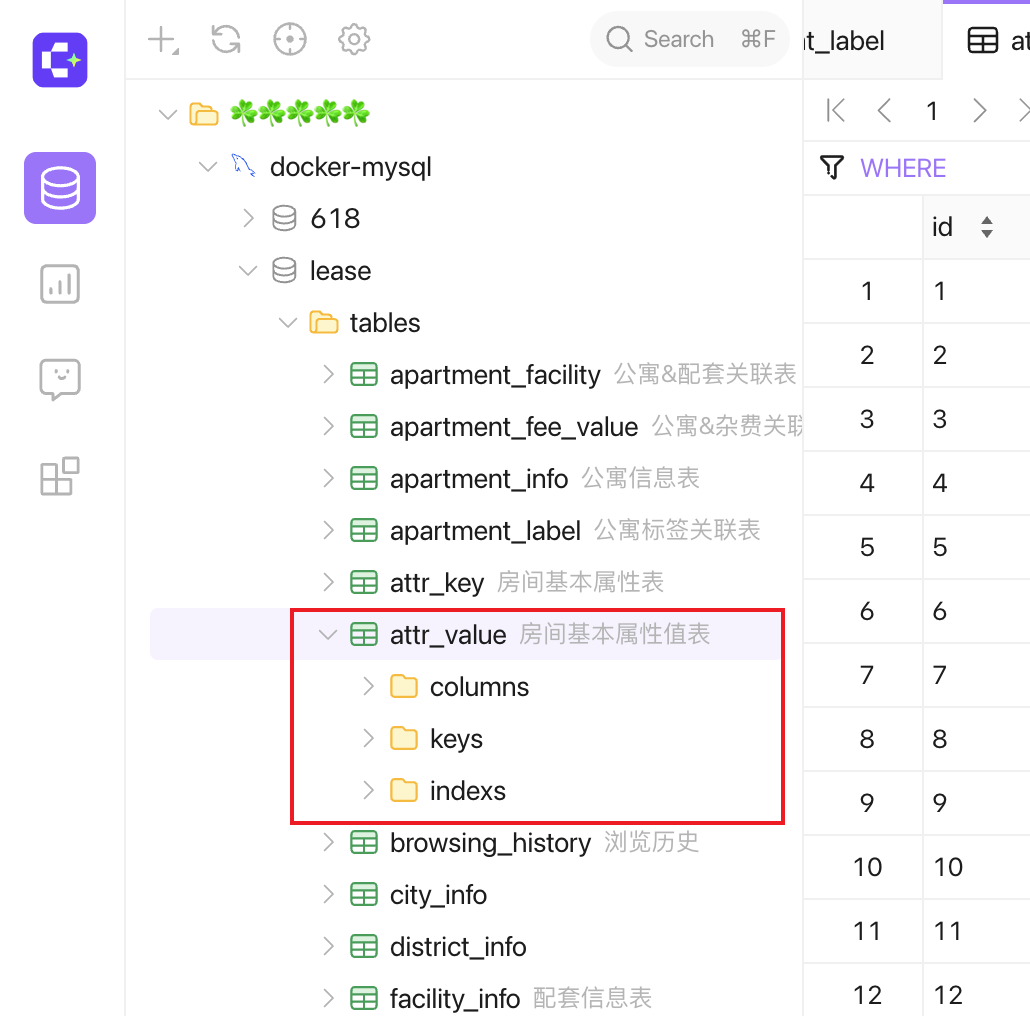 Search ⌘F
t_label
at
☘☘☘☘☘
docker-mysql
618
lease
tables
apartment_facility 公寓&配套关联表
apartment_fee_value 公寓&杂费关联
apartment_info 公寓信息表
apartment_label 公寓标签关联表
attr_key 房间基本属性表
attr_value 房间基本属性值表
columns
keys
indexs
browsing_history 浏览历史
city_info
district_info
facility_info 配套信息表
1
WHERE
id
1 1
2 2
3 3
4 4
5 5
6 6
7 7
8 8
9 9
10 10
11 11
12 12